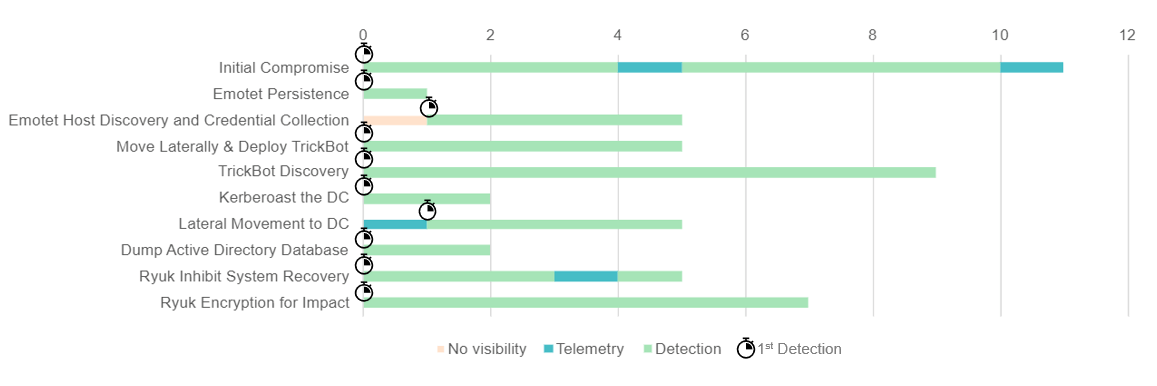 0 2 4 6 8 10 12
Initial Compromise
Emotet Persistence
Emotet Host Discovery and Credential Collection
Move Laterally & Deploy TrickBot
TrickBot Discovery
Kerberoast the DC
Lateral Movement to DC
Dump Active Directory Database
Ryuk Inhibit System Recovery
Ryuk Encryption for Impact
No visibility Telemetry Detection 1st Detection